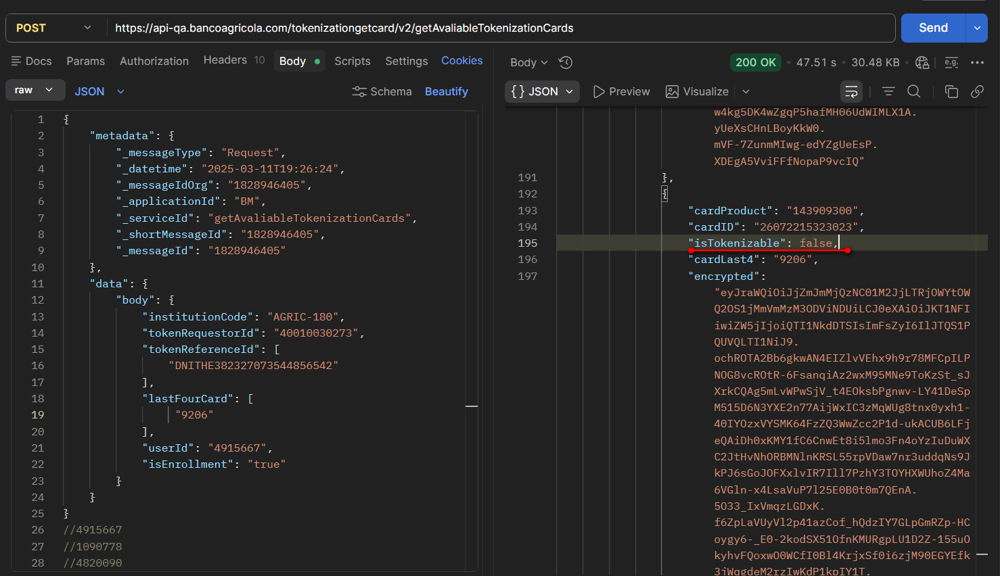 POST
https://api-qa.bancoagricola.com/tokenizationgetcard/v2/getAvaliableTokenizationCards
Send
Docs Params Authorization Headers 10 Body Scripts Settings Cookies
raw JSON Schema Beautify
1 {
2 "metadata": {
3 "_messageType": "Request",
4 "_datetime": "2025-03-11T19:26:24",
5 "_messageIdOrg": "1828946405",
6 "_applicationId": "BM",
7 "_serviceId": "getAvaliableTokenizationCards",
8 "_shortMessageId": "1828946405",
9 "_messageId": "1828946405"
10 },
11 "data": {
12 "body": {
13 "institutionCode": "AGRIC-180",
14 "tokenRequestorId": "40010030273",
15 "tokenReferenceId": [
16 "DNITHE382327073544856542"
17 ],
18 "lastFourCard": [
19 "9206"
20 ],
21 "userId": "4915667",
22 "isEnrollment": "true"
23 }
24 }
25 }
26 //4915667
27 //1090778
28 //4820090
Body 200 OK 47.51 s 30.48 KB e.g.
{} JSON Preview Visualize
w4kg5DK4wZgqP5hafMH06UdWIMLX1A.
yUeXsCHnLBoyKkW0.
mVF-7ZunmMIwg-edYZgUeEsP.
XDEgA5VviFFfNopaP9vcIQ"
191 },
192 {
193 "cardProduct": "143909300",
194 "cardID": "26072215323023",
195 "isTokenizable": false,
196 "cardLast4": "9206",
197 "encrypted":
"eyJraWQiOiJjZmJmMjQzNC01M2JjLTRjOWYtOW
Q2OS1jMmVmMzM3ODViNDUiLCJ0eXAiOiJKT1NFI
iwiZW5jIjoiQTI1NkdDTSIsImFsZyI6IlJTQS1P
QUVQLTI1NiJ9.
ochROTA2Bb6gkwAN4EIZlvVEhx9h9r78MFCpILP
NOG8vcROtR-6FsanqiAz2wxM95MNe9ToKzSt_sJ
XrkCQAg5mLvWPwSjV_t4EOksbPgnwv-LY41DeSp
M515D6N3YXE2n77AijWxIC3zMqWUg8tnx0yxh1-
40IYOzxVYSMK64FzZQ3WwZcc2P1d-ukACUB6LFj
eQAiDh0xKMY1fC6CnwEt8i5lmo3Fn4oYzIuDuWX
C2JtHvNhORBMNlnKRSL55rpVDaw7nr3uddqNs9J
kPJ6sGoJOFXxlvIR7Ill7PzhY3TOYHXWUhoZ4Ma
6VGln-x4LsaVuP7l25E0B0t0m7QEnA.
5O33_IxVmqzLGDxK.
f6ZpLaVUyVl2p41azCof_hQdzIY7GLpGmRZp-HC
oygy6-_E0-2kodSX51OfnKMURgpLU1D2Z-155uO
kyhvFQoxwO0WCfI0Bl4KrjxSf0i6zjM90EGYEfk
3jWqgdeM2rzIwKdP1kpIY1T.